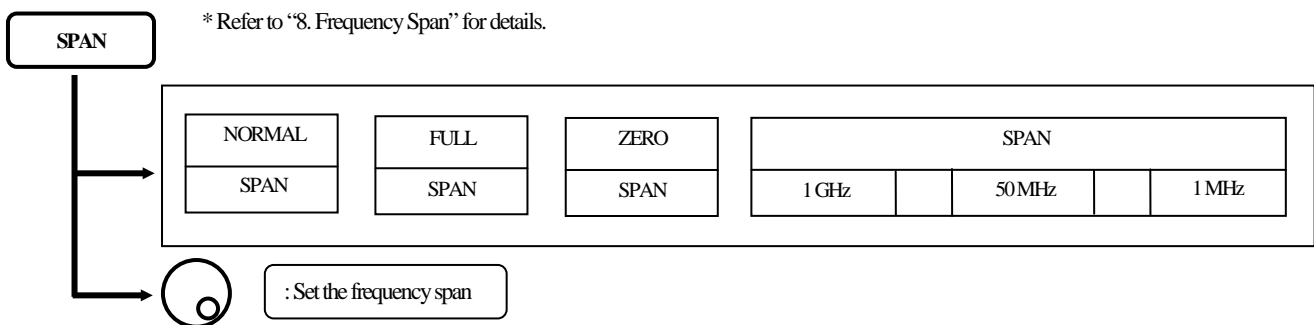 * Refer to “8. Frequency Span” for details.
SPAN
NORMAL FULL ZERO SPAN
SPAN SPAN SPAN 1 GHz 50 MHz 1 MHz
: Set the frequency span